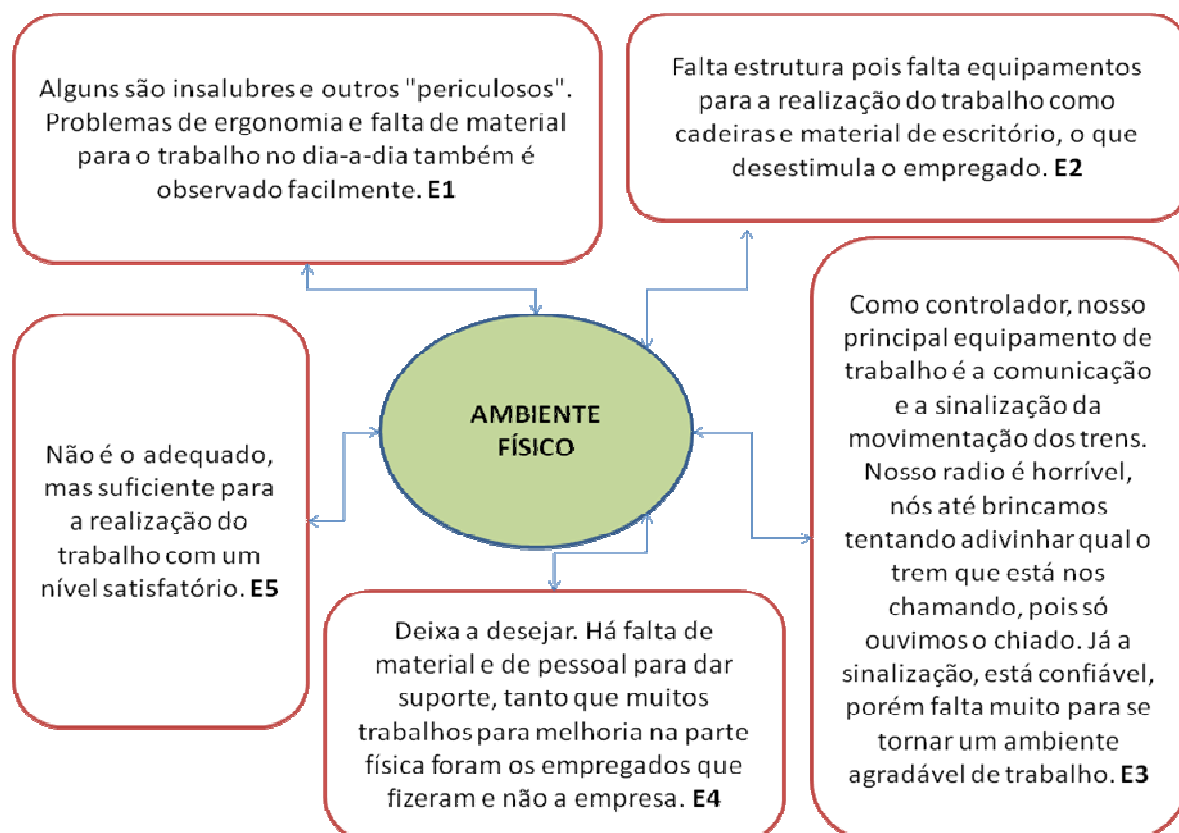 Alguns são insalubres e outros "periculosos".
Problemas de ergonomia e falta de material
para o trabalho no dia-a-dia também é
observado facilmente. E1
Falta estrutura pois falta equipamentos
para a realização do trabalho como
cadeiras e material de escritório, o que
desestimula o empregado. E2
AMBIENTE
FÍSICO
Como controlador, nosso
principal equipamento de
trabalho é a comunicação
e a sinalização da
movimentação dos trens.
Nosso radio é horrível,
nós até brincamos
tentando adivinhar qual o
trem que está nos
chamando, pois só
ouvimos o chiado. Já a
sinalização, está confiável,
porém falta muito para se
tornar um ambiente
agradável de trabalho. E3
Não é o adequado,
mas suficiente para
a realização do
trabalho com um
nível satisfatório. E5
Deixa a desejar. Há falta de
material e de pessoal para dar
suporte, tanto que muitos
trabalhos para melhoria na parte
física foram os empregados que
fizeram e não a empresa. E4